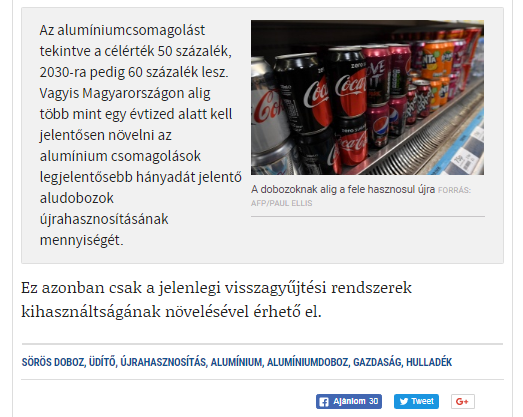 Az alumíniumcsomagolást
tekintve a célérték 50 százalék,
2030-ra pedig 60 százalék lesz.
Vagyis Magyarországon alig
több mint egy évtized alatt kell
jelentősen növelni az
alumínium csomagolások
legjelentősebb hányadát jelentő
aludobozok
újrahasznosításának
mennyiségét.
zero
Coca-Cola
A dobozoknak alig a fele hasznosul újra FORRÁS:
AFP/PAUL ELLIS
Ez azonban csak a jelenlegi visszagyűjtési rendszerek
kihasználtságának növelésével érhető el.
SÖRÖS DOBOZ, ÜDÍTŐ, ÚJRAHASZNOSÍTÁS, ALUMÍNIUM, ALUMÍNIUMDOBOZ, GAZDASÁG, HULLADÉK
Ajánlom 30
Tweet
G+